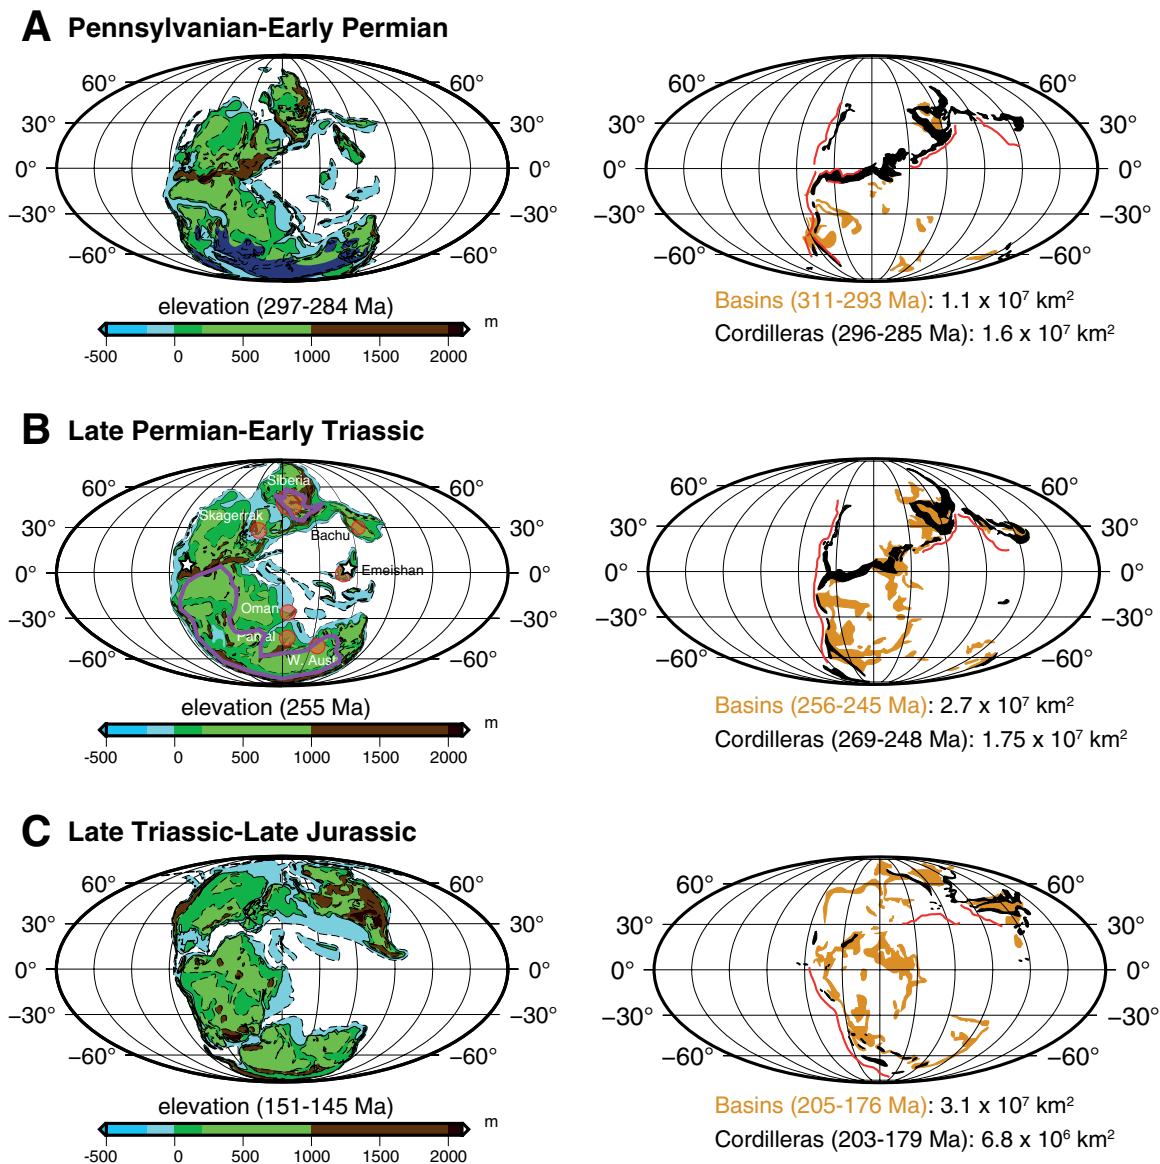 A Pennsylvanian-Early Permian
60° 60° 60° 60°
30° 30° 30° 30°
0° 0° 0° 0°
−30° −30° −30° −30°
−60° −60° −60° −60°
elevation (297-284 Ma)
m
-500 0 500 1000 1500 2000
Basins (311-293 Ma): 1.1 x 10⁷ km²
Cordilleras (296-285 Ma): 1.6 x 10⁷ km²
B Late Permian-Early Triassic
60° 60° 60° 60°
30° 30° 30° 30°
0° 0° 0° 0°
−30° −30° −30° −30°
−60° −60° −60° −60°
Siberia
Skagerrak
Bachu
Emeishan
Oman
W. Aust
elevation (255 Ma)
m
-500 0 500 1000 1500 2000
Basins (256-245 Ma): 2.7 x 10⁷ km²
Cordilleras (269-248 Ma): 1.75 x 10⁷ km²
C Late Triassic-Late Jurassic
60° 60° 60° 60°
30° 30° 30° 30°
0° 0° 0° 0°
−30° −30° −30° −30°
−60° −60° −60° −60°
elevation (151-145 Ma)
m
-500 0 500 1000 1500 2000
Basins (205-176 Ma): 3.1 x 10⁷ km²
Cordilleras (203-179 Ma): 6.8 x 10⁶ km²